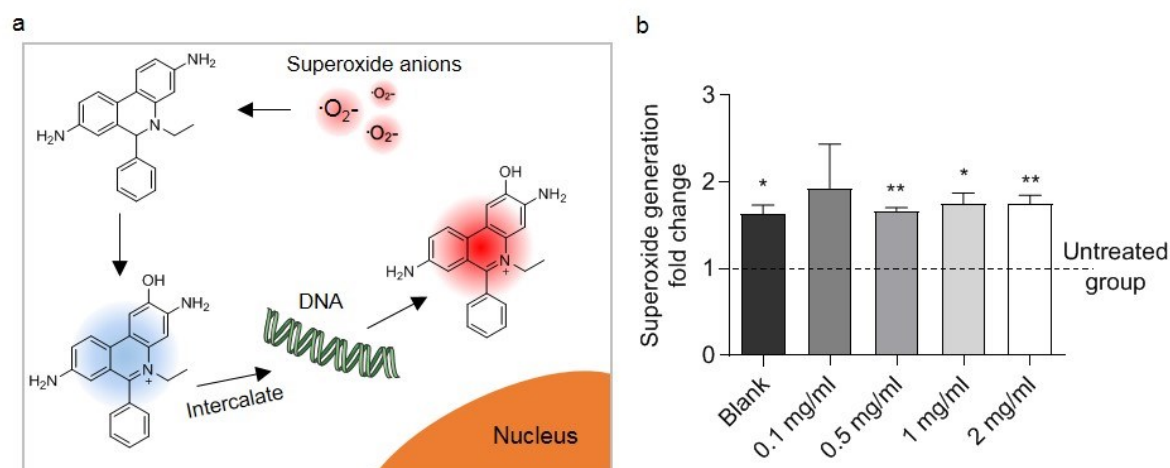 a
NH₂
H₂N
N
Superoxide anions
·O₂-
·O₂-
·O₂-
OH
NH₂
H₂N
N
+
DNA
OH
NH₂
H₂N
N
+
Intercalate
Nucleus
b
Superoxide generation
fold change
3
2
1
0
*
**
*
**
Untreated
group
Blank
0.1 mg/ml
0.5 mg/ml
1 mg/ml
2 mg/ml